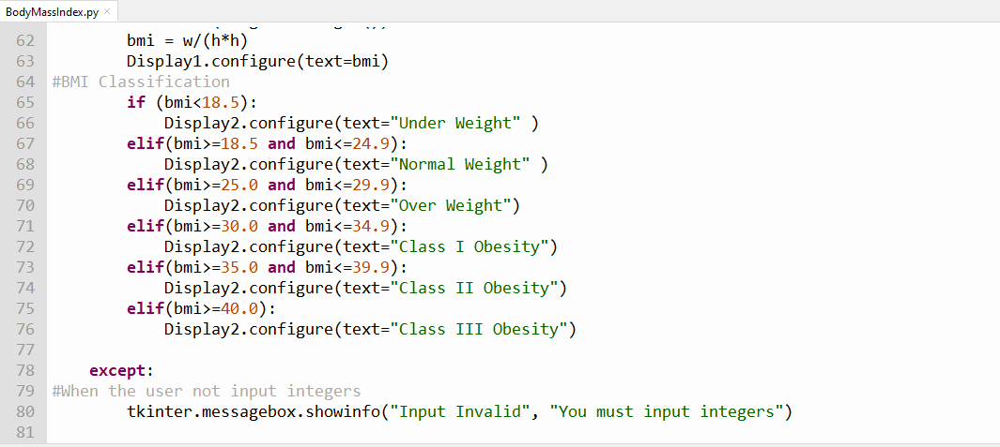 BodyMassIndex.py ×
62 bmi = w/(h*h)
63 Display1.configure(text=bmi)
64 #BMI Classification
65 if (bmi<18.5):
66 Display2.configure(text="Under Weight" )
67 elif(bmi>=18.5 and bmi<=24.9):
68 Display2.configure(text="Normal Weight" )
69 elif(bmi>=25.0 and bmi<=29.9):
70 Display2.configure(text="Over Weight")
71 elif(bmi>=30.0 and bmi<=34.9):
72 Display2.configure(text="Class I Obesity")
73 elif(bmi>=35.0 and bmi<=39.9):
74 Display2.configure(text="Class II Obesity")
75 elif(bmi>=40.0):
76 Display2.configure(text="Class III Obesity")
77
78 except:
79 #When the user not input integers
80 tkinter.messagebox.showinfo("Input Invalid", "You must input integers")
81